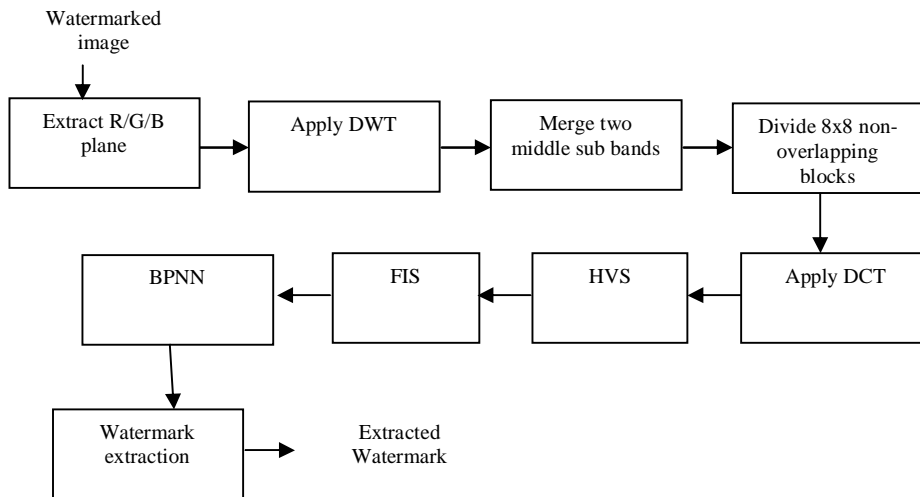 Watermarked
image
Extract R/G/B
plane
Apply DWT
Merge two
middle sub bands
Divide 8x8 non-
overlapping
blocks
Apply DCT
HVS
FIS
BPNN
Watermark
extraction
Extracted
Watermark